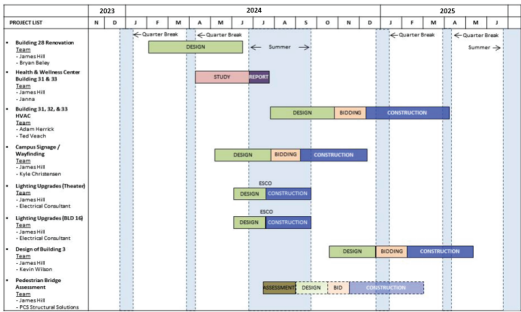 2023 2024 2025
PROJECT LIST N D J F M A M J J A S O N D J F M A M J
Quarter Break Quarter Break Quarter Break Quarter Break
Summer Summer
• Building 28 Renovation
Team
- James Hill
- Bryan Belay
DESIGN
• Health & Wellness Center
Building 31 & 33
Team
- James Hill
- Janna
STUDY REPORT
• Building 31, 32, & 33
HVAC
Team
- Adam Herrick
- Ted Veach
DESIGN BIDDING CONSTRUCTION
• Campus Signage /
Wayfinding
Team
- James Hill
- Kyle Christensen
DESIGN BIDDING CONSTRUCTION
• Lighting Upgrades (Theater)
Team
- James Hill
- Electrical Consultant
ESCO
DESIGN CONSTRUCTION
• Lighting Upgrades (BLD 16)
Team
- James Hill
- Electrical Consultant
ESCO
DESIGN CONSTRUCTION
• Design of Building 3
Team
- James Hill
- Kevin Wilson
DESIGN BIDDING CONSTRUCTION
• Pedestrian Bridge
Assessment
Team
- James Hill
- PCS Structural Solutions
ASSESSMENT DESIGN BID CONSTRUCTION